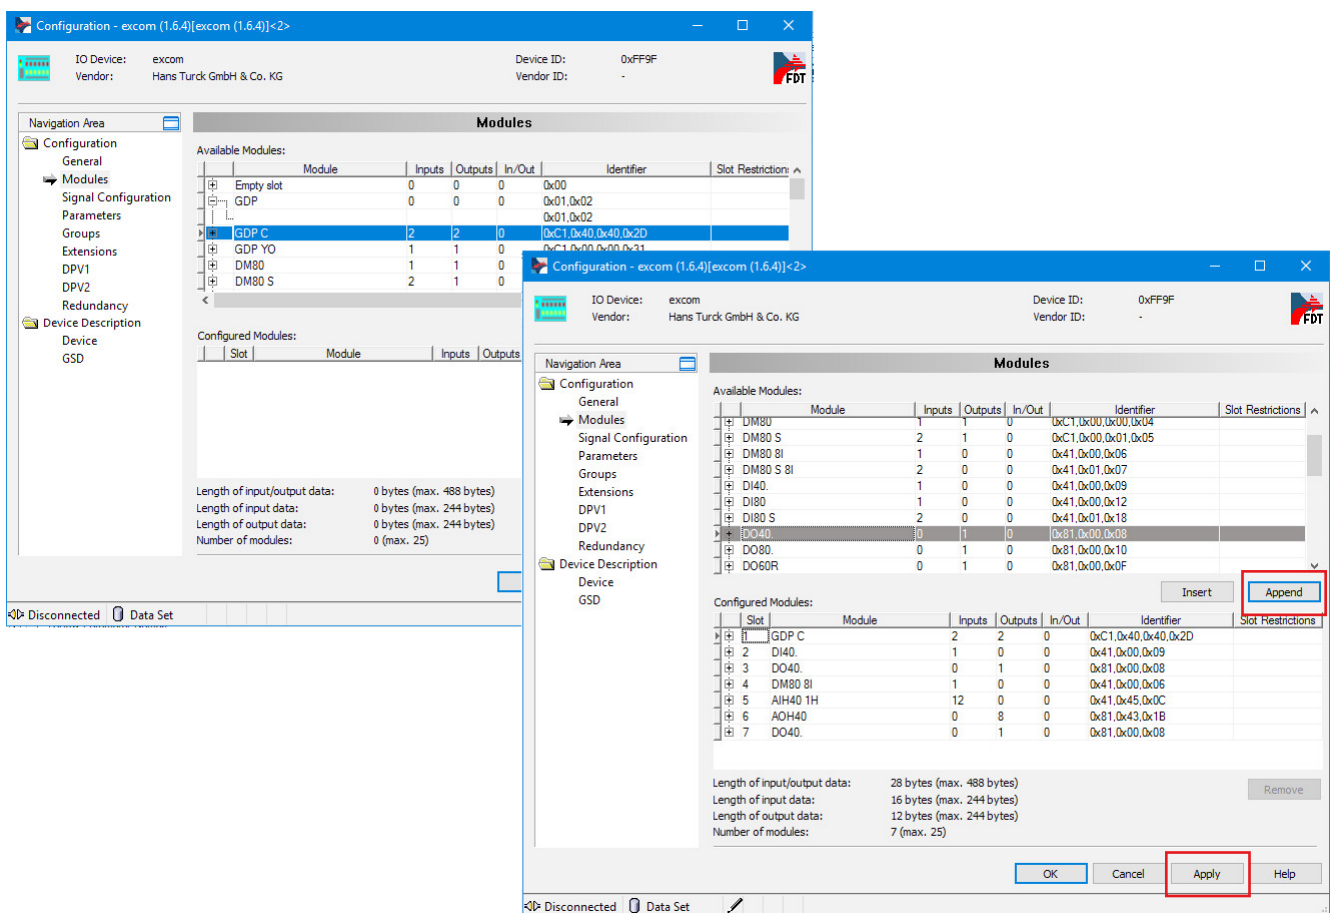 Configuration - excom (1.6.4)[excom (1.6.4)]<2>
IO Device: excom Device ID: 0xFF9F
Vendor: Hans Turck GmbH & Co. KG Vendor ID: -
FDT
Navigation Area
Configuration
General
Modules
Signal Configuration
Parameters
Groups
Extensions
DPV1
DPV2
Redundancy
Device Description
Device
GSD
Modules
Available Modules:
Module Inputs Outputs In/Out Identifier Slot Restrictions
Empty slot 0 0 0 0x00
GDP 0 0 0 0x01,0x02
0x01,0x02
GDP C 2 2 0 0xC1,0x40,0x40,0x2D
GDP YO 1 1 0 0xC1,0x00,0x00,0x31
DM80 1 1 0
DM80 S 2 1 0
Configured Modules:
Slot Module Inputs Outputs
Length of input/output data: 0 bytes (max. 488 bytes)
Length of input data: 0 bytes (max. 244 bytes)
Length of output data: 0 bytes (max. 244 bytes)
Number of modules: 0 (max. 25)
Disconnected Data Set
Configuration - excom (1.6.4)[excom (1.6.4)]<2>
IO Device: excom Device ID: 0xFF9F
Vendor: Hans Turck GmbH & Co. KG Vendor ID: -
FDT
Navigation Area
Configuration
General
Modules
Signal Configuration
Parameters
Groups
Extensions
DPV1
DPV2
Redundancy
Device Description
Device
GSD
Modules
Available Modules:
Module Inputs Outputs In/Out Identifier Slot Restrictions
DM80 1 1 0 0xC1,0x00,0x00,0x04
DM80 S 2 1 0 0xC1,0x00,0x01,0x05
DM80 8I 1 0 0 0x41,0x00,0x06
DM80 S 8I 2 0 0 0x41,0x01,0x07
DI40. 1 0 0 0x41,0x00,0x09
DI80 1 0 0 0x41,0x00,0x12
DI80 S 2 0 0 0x41,0x01,0x18
DO40. 0 1 0 0x81,0x00,0x08
DO80. 0 1 0 0x81,0x00,0x10
DO60R 0 1 0 0x81,0x00,0x0F
Insert Append
Configured Modules:
Slot Module Inputs Outputs In/Out Identifier Slot Restrictions
1 GDP C 2 2 0 0xC1,0x40,0x40,0x2D
2 DI40. 1 0 0 0x41,0x00,0x09
3 DO40. 0 1 0 0x81,0x00,0x08
4 DM80 8I 1 0 0 0x41,0x00,0x06
5 AIH40 1H 12 0 0 0x41,0x45,0x0C
6 AOH40 0 8 0 0x81,0x43,0x1B
7 DO40. 0 1 0 0x81,0x00,0x08
Length of input/output data: 28 bytes (max. 488 bytes)
Length of input data: 16 bytes (max. 244 bytes)
Length of output data: 12 bytes (max. 244 bytes)
Number of modules: 7 (max. 25)
Remove
OK Cancel Apply Help
Disconnected Data Set